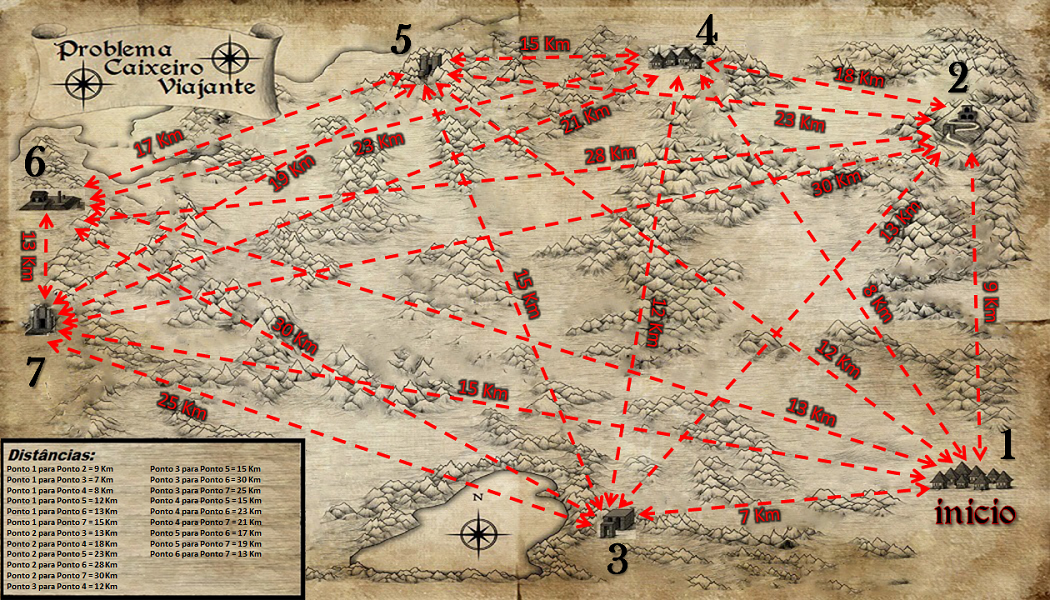 Problema
Caixeiro
Viajante
5
15 Km
4
18 Km
2
17 Km
23 Km
21 Km
23 Km
19 Km
28 Km
30 Km
6
13 Km
13 Km
9 Km
15 Km
12 Km
8 Km
30 Km
12 Km
7
15 Km
13 Km
25 Km
1
inicio
7 Km
3
N
Distâncias:
Ponto 1 para Ponto 2 = 9 Km
Ponto 1 para Ponto 3 = 7 Km
Ponto 1 para Ponto 4 = 8 Km
Ponto 1 para Ponto 5 = 12 Km
Ponto 1 para Ponto 6 = 13 Km
Ponto 1 para Ponto 7 = 15 Km
Ponto 2 para Ponto 3 = 13 Km
Ponto 2 para Ponto 4 = 18 Km
Ponto 2 para Ponto 5 = 23 Km
Ponto 2 para Ponto 6 = 28 Km
Ponto 2 para Ponto 7 = 30 Km
Ponto 3 para Ponto 4 = 12 Km
Ponto 3 para Ponto 5 = 15 Km
Ponto 3 para Ponto 6 = 30 Km
Ponto 3 para Ponto 7 = 25 Km
Ponto 4 para Ponto 5 = 15 Km
Ponto 4 para Ponto 6 = 23 Km
Ponto 4 para Ponto 7 = 21 Km
Ponto 5 para Ponto 6 = 17 Km
Ponto 5 para Ponto 7 = 19 Km
Ponto 6 para Ponto 7 = 13 Km